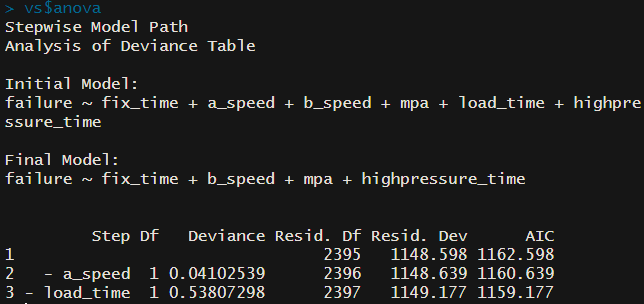 > vs$anova
Stepwise Model Path
Analysis of Deviance Table

Initial Model:
failure ~ fix_time + a_speed + b_speed + mpa + load_time + highpre
ssure_time

Final Model:
failure ~ fix_time + b_speed + mpa + highpressure_time


         Step Df   Deviance Resid. Df Resid. Dev      AIC
1                                2395   1148.598 1162.598
2   - a_speed  1 0.04102539      2396   1148.639 1160.639
3 - load_time  1 0.53807298      2397   1149.177 1159.177